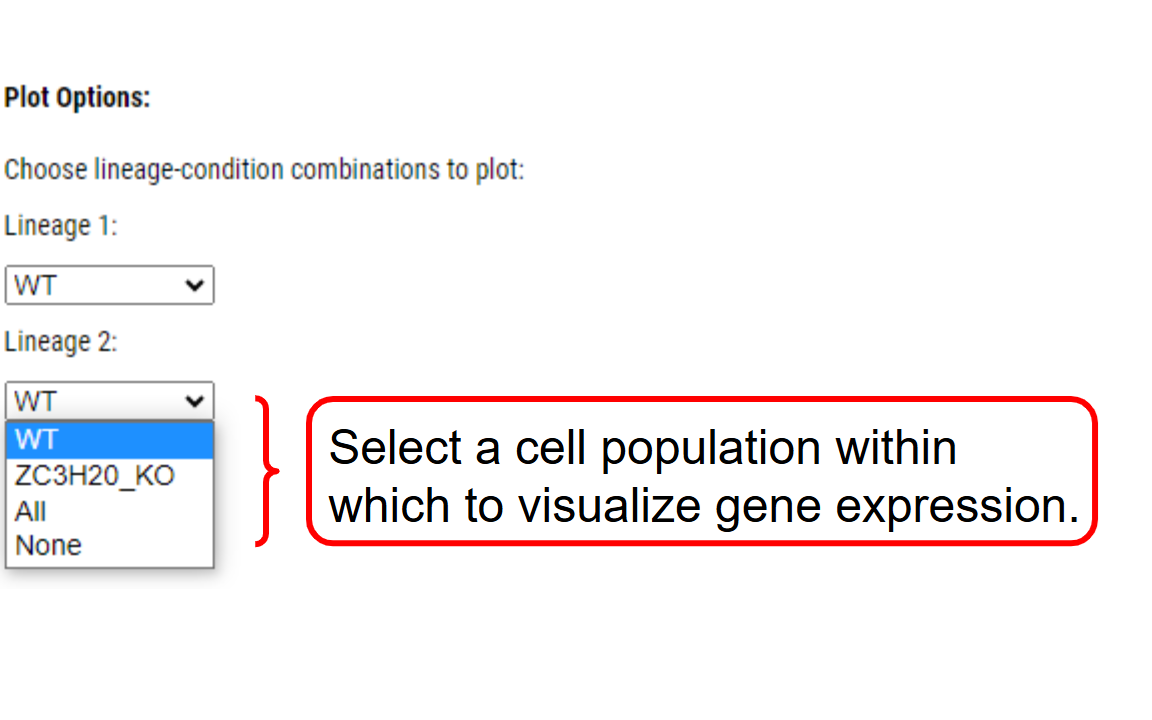 Plot Options:
Choose lineage-condition combinations to plot:
Lineage 1:
WT
Lineage 2:
WT
WT
ZC3H20_KO
All
None
Select a cell population within
which to visualize gene expression.